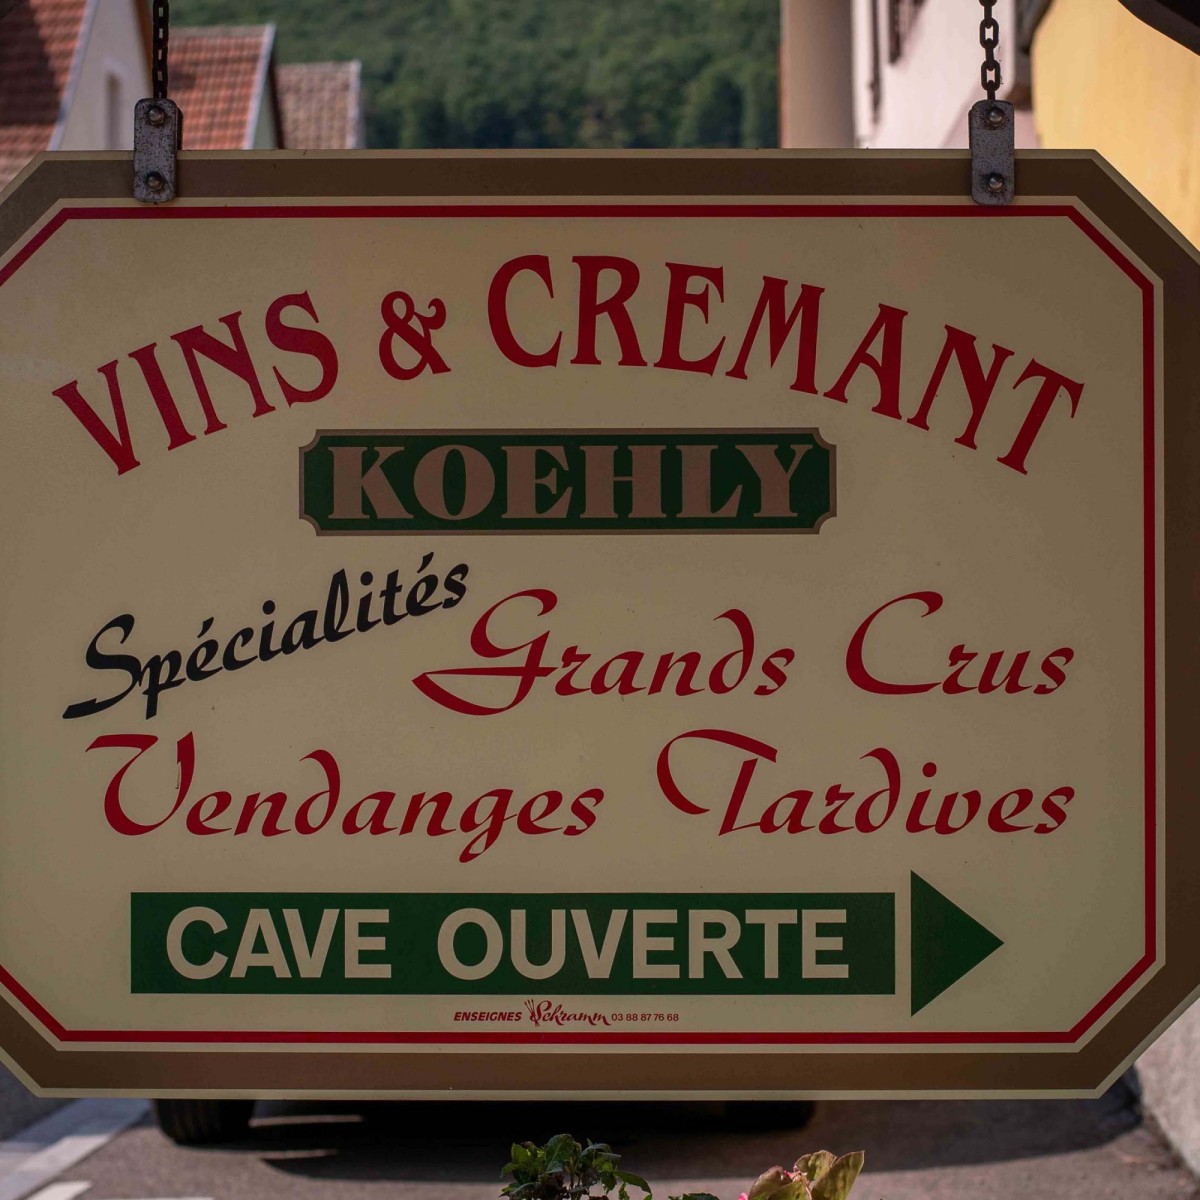 VINS & CREMANT
KOEHLY
Spécialités Grands Crus
Vendanges Tardives
CAVE OUVERTE
ENSEIGNES Schramm 03 88 87 76 68